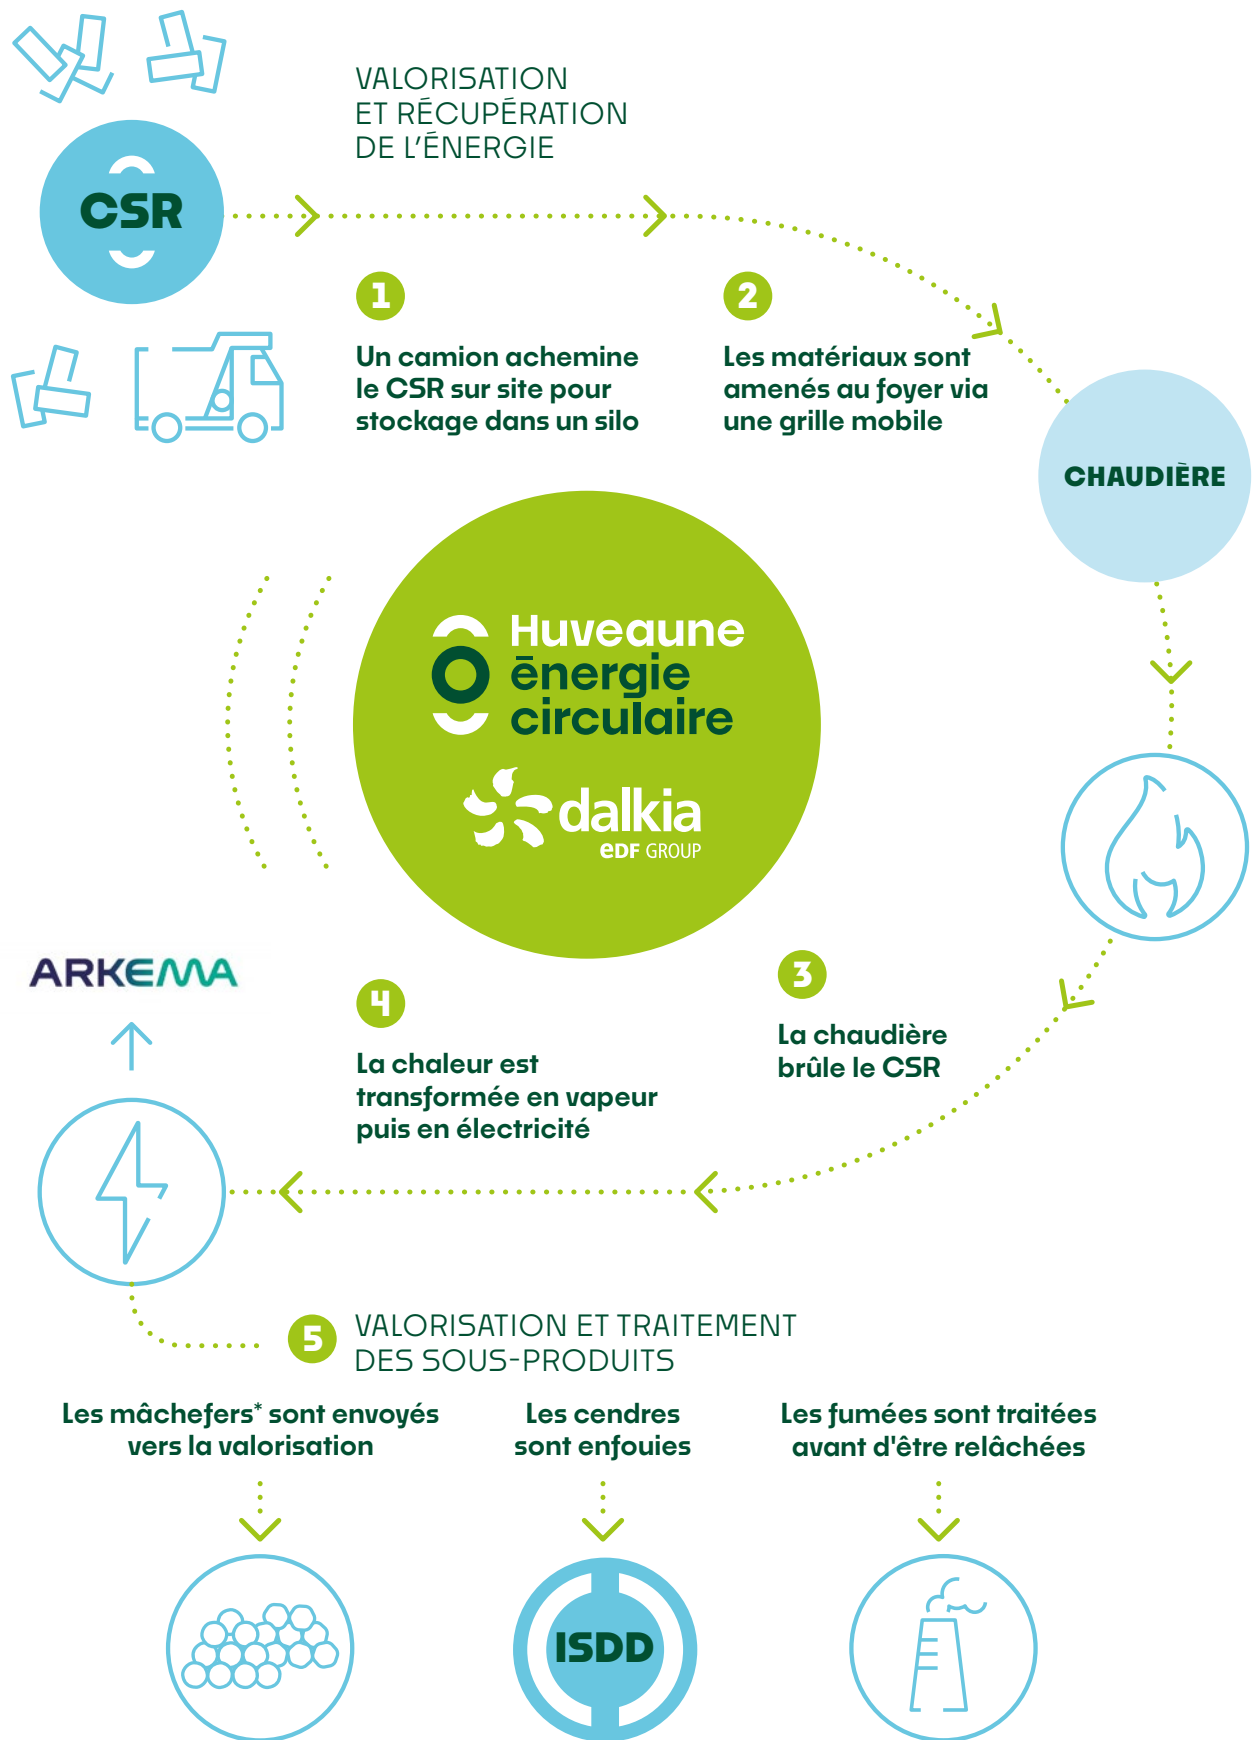 VALORISATION
ET RÉCUPÉRATION
DE L'ÉNERGIE
CSR
1
Un camion achemine
le CSR sur site pour
stockage dans un silo
2
Les matériaux sont
amenés au foyer via
une grille mobile
CHAUDIÈRE
Huveaune
ēnergie
circulaire
dalkia
eDF GROUP
3
La chaudière
brûle le CSR
ARKEMA
4
La chaleur est
transformée en vapeur
puis en électricité
5
VALORISATION ET TRAITEMENT
DES SOUS-PRODUITS
Les mâchefers* sont envoyés
vers la valorisation
Les cendres
sont enfouies
Les fumées sont traitées
avant d'être relâchées
ISDD